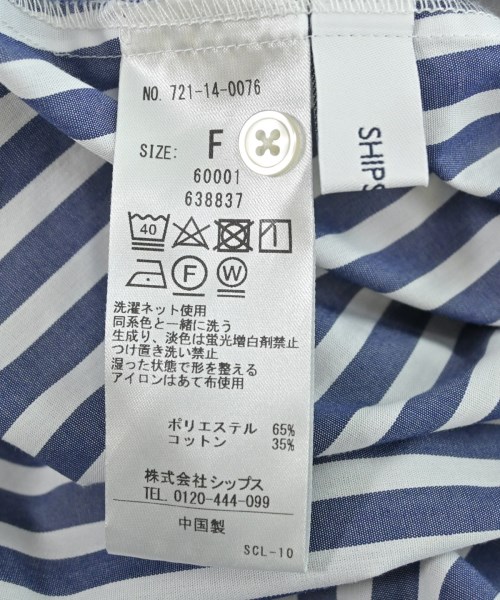 NO. 721-14-0076
SIZE: F
60001
638837
SHIPS
40
F
W
洗濯ネット使用
同系色と一緒に洗う
生成り、淡色は蛍光増白剤禁止
つけ置き洗い禁止
湿った状態で形を整える
アイロンはあて布使用
ポリエステル 65%
コットン 35%
株式会社シップス
TEL. 0120-444-099
中国製
SCL-10